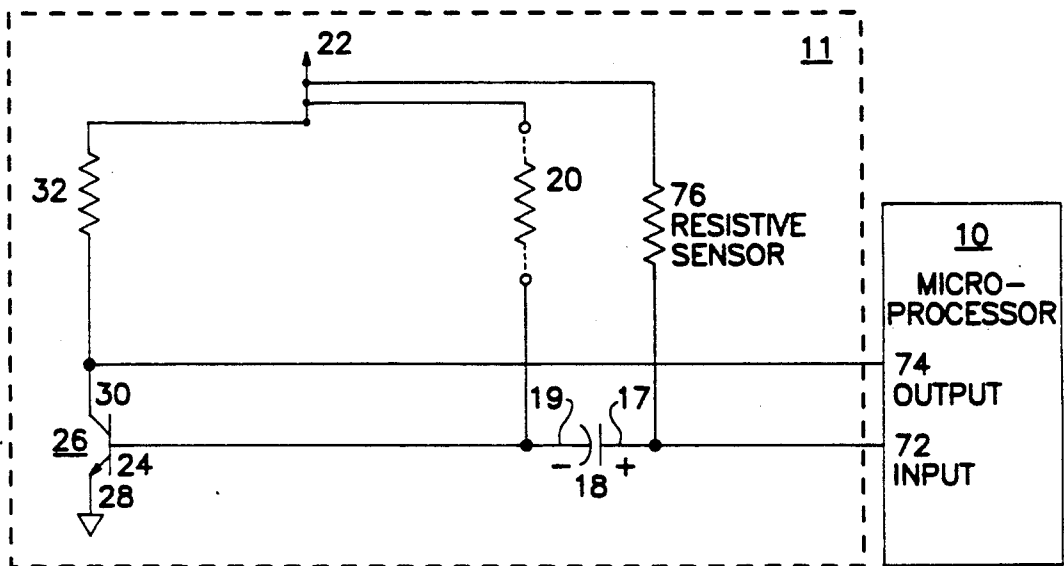 22
11
32
20
76
RESISTIVE
SENSOR
10
MICRO-
PROCESSOR
74
OUTPUT
30
19
17
26
24
- +
72
INPUT
18
28